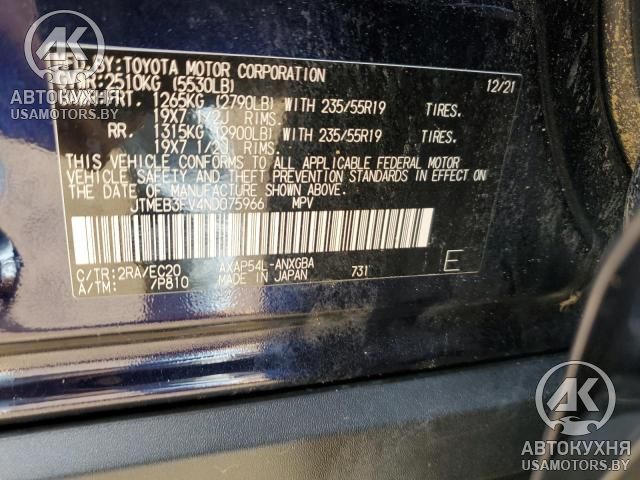 MFD. BY: TOYOTA MOTOR CORPORATION 12/21
GVWR: 2510KG (5530LB)
GAWR: FRT. 1265KG (2790LB) WITH 235/55R19 TIRES.
19X7 1/2J RIMS.
RR. 1315KG (2900LB) WITH 235/55R19 TIRES.
19X7 1/2J RIMS.
THIS VEHICLE CONFORMS TO ALL APPLICABLE FEDERAL MOTOR
VEHICLE SAFETY AND THEFT PREVENTION STANDARDS IN EFFECT ON
THE DATE OF MANUFACTURE SHOWN ABOVE.
JTMEB3FV4ND075966 MPV
C/TR: 2RA/EC20 AXAP54L-ANXGBA
A/TM: /P810 MADE IN JAPAN 731 E
АВТОКУХНЯ
USAMOTORS.BY
АВТОКУХНЯ
USAMOTORS.BY